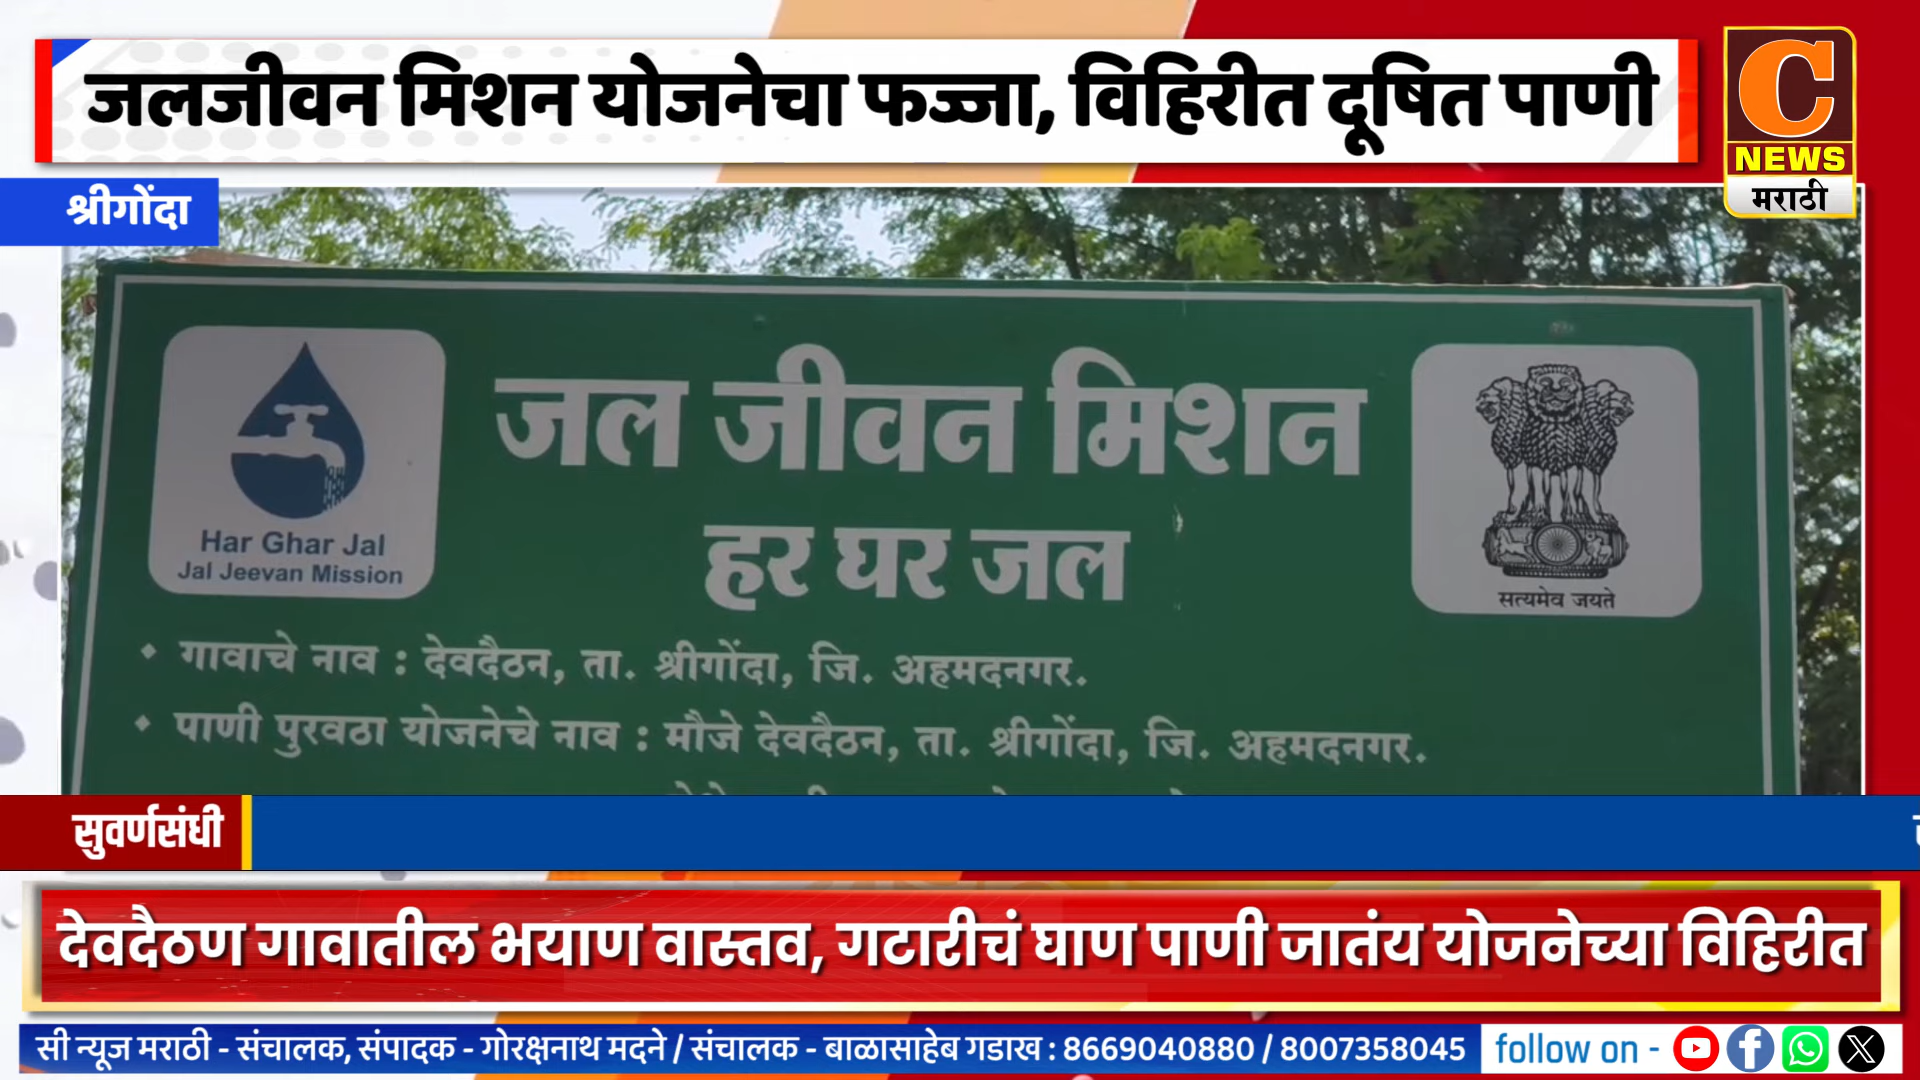 जलजीवन मिशन योजनेचा फज्जा, विहिरीत दूषित पाणी
C
NEWS
मराठी
श्रीगोंदा
जल जीवन मिशन
हर घर जल
Har Ghar Jal
Jal Jeevan Mission
सत्यमेव जयते
• गावाचे नाव : देवदैठन, ता. श्रीगोंदा, जि. अहमदनगर.
• पाणी पुरवठा योजनेचे नाव : मौजे देवदैठन, ता. श्रीगोंदा, जि. अहमदनगर.
सुवर्णसंधी
देवदैठण गावातील भयाण वास्तव, गटारीचं घाण पाणी जातंय योजनेच्या विहिरीत
सी न्यूज मराठी - संचालक, संपादक - गोरक्षनाथ मदने / संचालक - बाळासाहेब गडाख : 8669040880 / 8007358045
follow on -